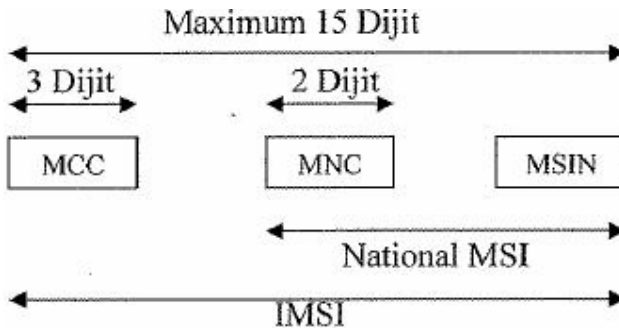 Maximum 15 Dijit
3 Dijit 2 Dijit
MCC MNC MSIN
National MSI
IMSI